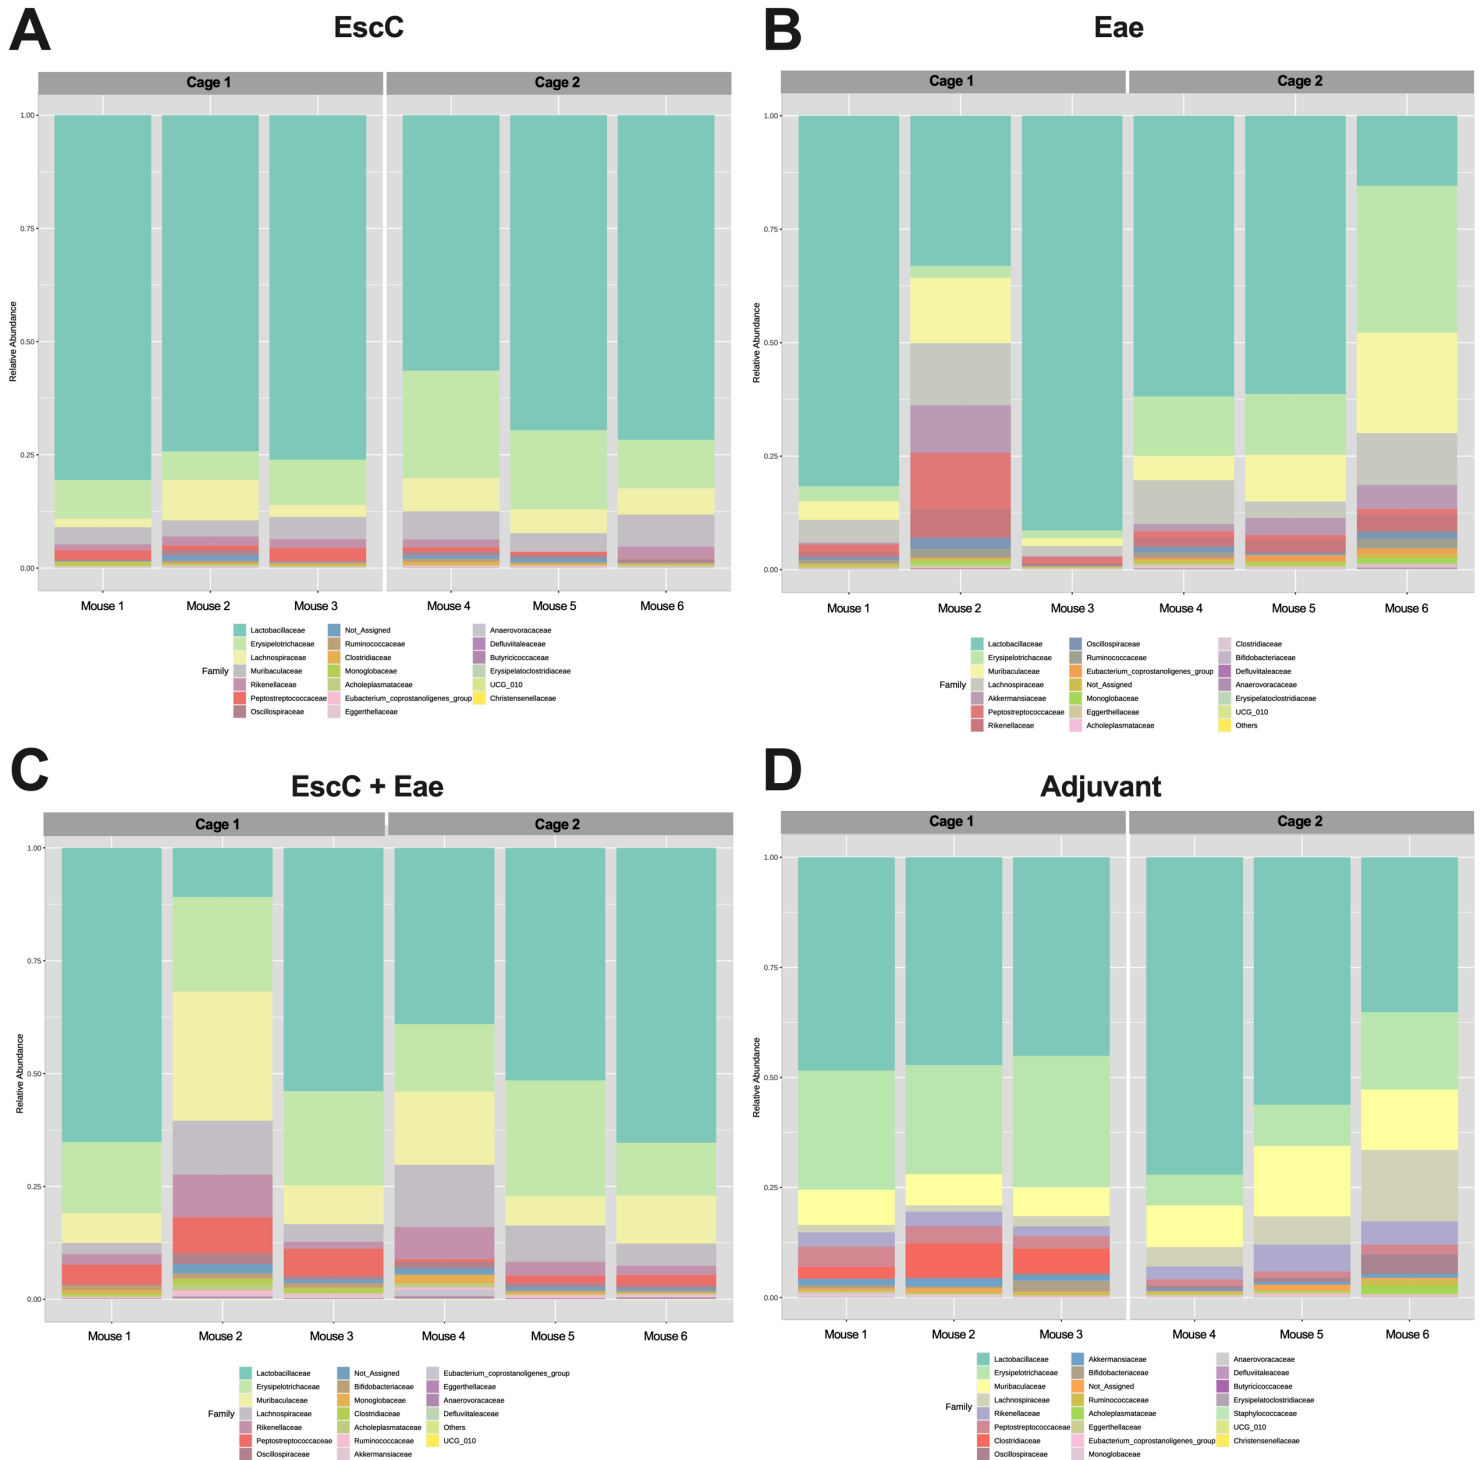 A
EscC
Cage 1
Cage 2
Relative Abundance
1.00
0.75
0.50
0.25
0.00
Mouse 1
Mouse 2
Mouse 3
Mouse 4
Mouse 5
Mouse 6
Family
Lactobacillaceae
Erysipelotrichaceae
Lachnospiraceae
Muribaculaceae
Rikenellaceae
Peptostreptococcaceae
Oscillospiraceae
Not_Assigned
Ruminococcaceae
Clostridiaceae
Monoglobaceae
Acholeplasmataceae
Eubacterium_coprostanoligenes_group
Eggerthellaceae
Anaerovoracaceae
Defluviitaleaceae
Butyricicoccaceae
Erysipelatoclostridiaceae
UCG_010
Christensenellaceae
B
Eae
Cage 1
Cage 2
Relative Abundance
1.00
0.75
0.50
0.25
0.00
Mouse 1
Mouse 2
Mouse 3
Mouse 4
Mouse 5
Mouse 6
Family
Lactobacillaceae
Erysipelotrichaceae
Muribaculaceae
Lachnospiraceae
Akkermansiaceae
Peptostreptococcaceae
Rikenellaceae
Oscillospiraceae
Ruminococcaceae
Eubacterium_coprostanoligenes_group
Not_Assigned
Monoglobaceae
Eggerthellaceae
Acholeplasmataceae
Clostridiaceae
Bifidobacteriaceae
Defluviitaleaceae
Anaerovoracaceae
Erysipelatoclostridiaceae
UCG_010
Others
C
EscC + Eae
Cage 1
Cage 2
Relative Abundance
1.00
0.75
0.50
0.25
0.00
Mouse 1
Mouse 2
Mouse 3
Mouse 4
Mouse 5
Mouse 6
Family
Lactobacillaceae
Erysipelotrichaceae
Muribaculaceae
Lachnospiraceae
Rikenellaceae
Peptostreptococcaceae
Oscillospiraceae
Not_Assigned
Bifidobacteriaceae
Monoglobaceae
Clostridiaceae
Acholeplasmataceae
Ruminococcaceae
Akkermansiaceae
Eubacterium_coprostanoligenes_group
Eggerthellaceae
Anaerovoracaceae
Defluviitaleaceae
Others
UCG_010
D
Adjuvant
Cage 1
Cage 2
Relative Abundance
1.00
0.75
0.50
0.25
0.00
Mouse 1
Mouse 2
Mouse 3
Mouse 4
Mouse 5
Mouse 6
Family
Lactobacillaceae
Erysipelotrichaceae
Muribaculaceae
Lachnospiraceae
Rikenellaceae
Peptostreptococcaceae
Clostridiaceae
Oscillospiraceae
Akkermansiaceae
Bifidobacteriaceae
Not_Assigned
Ruminococcaceae
Acholeplasmataceae
Eggerthellaceae
Eubacterium_coprostanoligenes_group
Monoglobaceae
Anaerovoracaceae
Defluviitaleaceae
Butyricicoccaceae
Erysipelatoclostridiaceae
Staphylococcaceae
UCG_010
Christensenellaceae